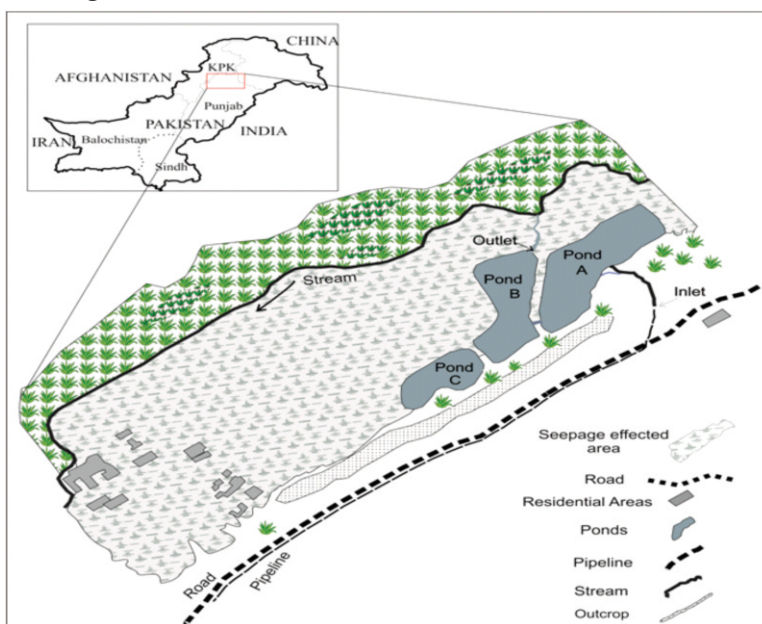 CHINA
KPK
AFGHANISTAN
Punjab
PAKISTAN
INDIA
IRAN
Balochistan
Sindh
Outlet
Pond
A
Pond
B
Stream
Inlet
Pond
C
Seepage effected
area
Road
Residential Areas
Ponds
Pipeline
Stream
Outcrop
Road
Pipeline